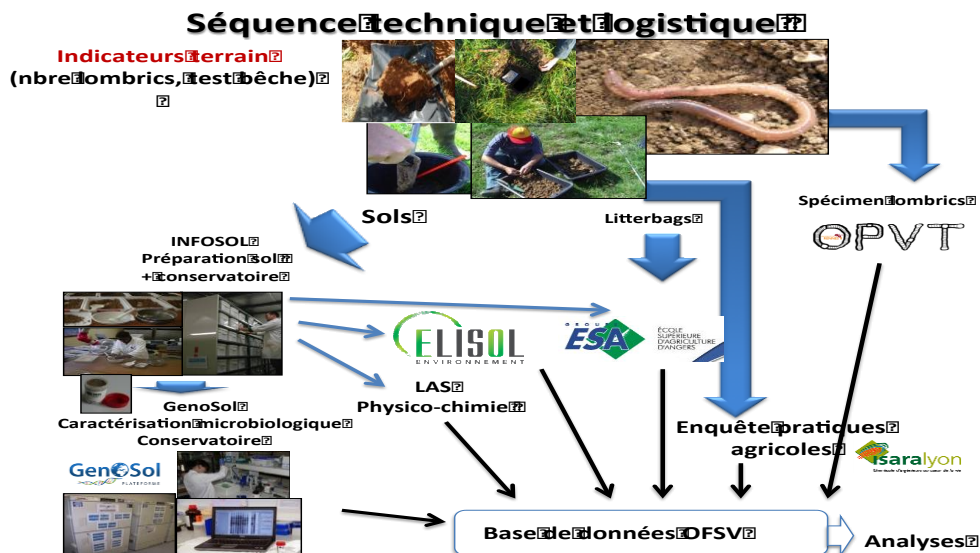 Séquence technique et logistique
Indicateurs terrain
(nbre lombrics, test bêche)
Spécimen lombrics
OPVT
Sols
Litterbags
INFOSOL
Préparation sol
+ conservatoire
ELISOL
ENVIRONNEMENT
GROUPE
ESA
ÉCOLE
SUPÉRIEURE
D'AGRICULTURE
D'ANGERS
LAS
Physico-chimie
GenoSol
Caractérisation microbiologique
Conservatoire
Enquête pratiques
agricoles
isaralyon
GenoSol
PLATEFORME
Base de données OFSV
Analyses